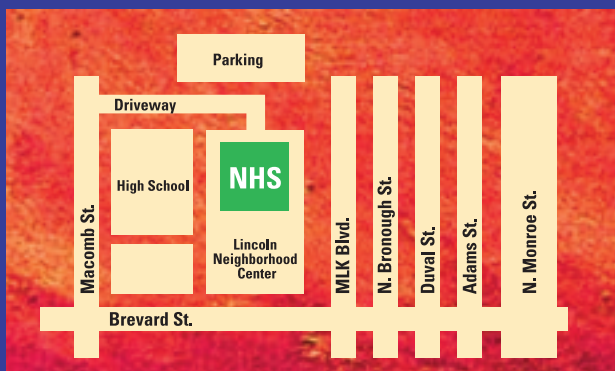 Parking
Driveway
High School
NHS
Lincoln
Neighborhood
Center
Macomb St.
MLK Blvd.
N. Bronough St.
Duval St.
Adams St.
N. Monroe St.
Brevard St.